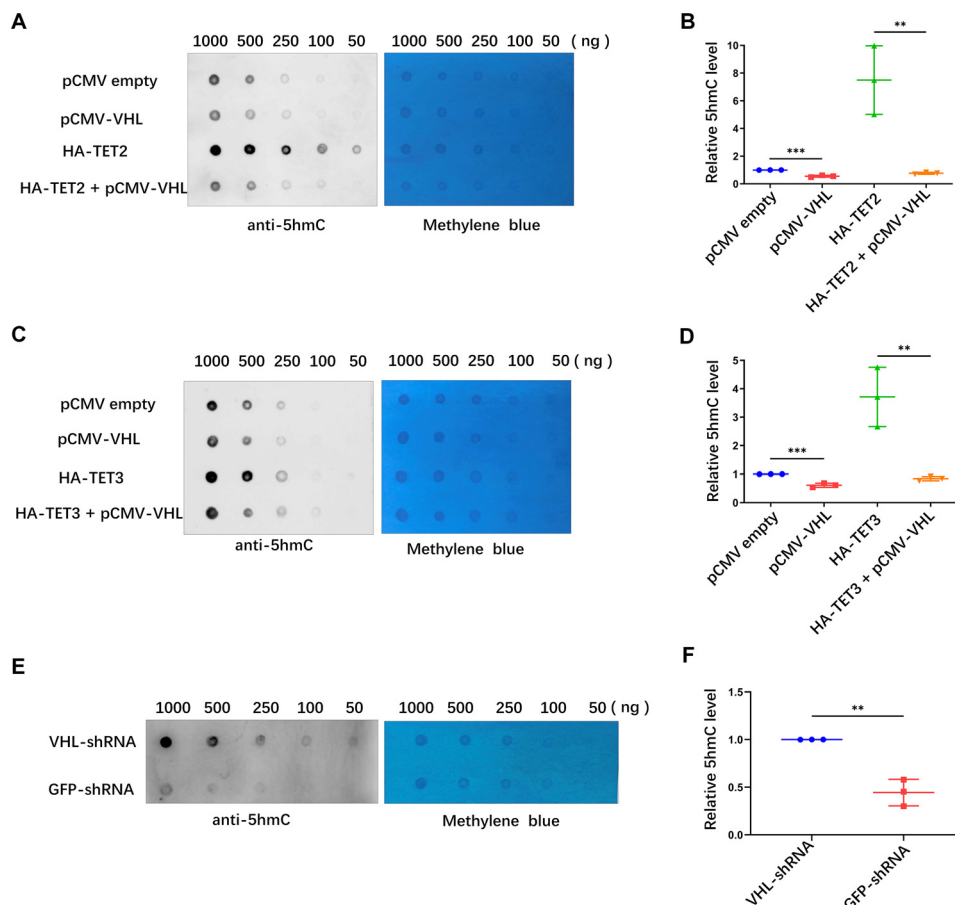 A
1000 500 250 100 50 ( ng )
1000 500 250 100 50
pCMV empty
pCMV-VHL
HA-TET2
HA-TET2 + pCMV-VHL
anti-5hmC
Methylene blue
B
Relative 5hmC level
10
8
6
4
2
0
***
**
pCMV empty
pCMV-VHL
HA-TET2
HA-TET2 + pCMV-VHL
C
1000 500 250 100 50
1000 500 250 100 50 ( ng )
pCMV empty
pCMV-VHL
HA-TET3
HA-TET3 + pCMV-VHL
anti-5hmC
Methylene blue
D
Relative 5hmC level
5
4
3
2
1
0
***
**
pCMV empty
pCMV-VHL
HA-TET3
HA-TET3 + pCMV-VHL
E
1000 500 250 100 50
1000 500 250 100 50 ( ng )
VHL-shRNA
GFP-shRNA
anti-5hmC
Methylene blue
F
Relative 5hmC level
1.5
1.0
0.5
0.0
**
VHL-shRNA
GFP-shRNA